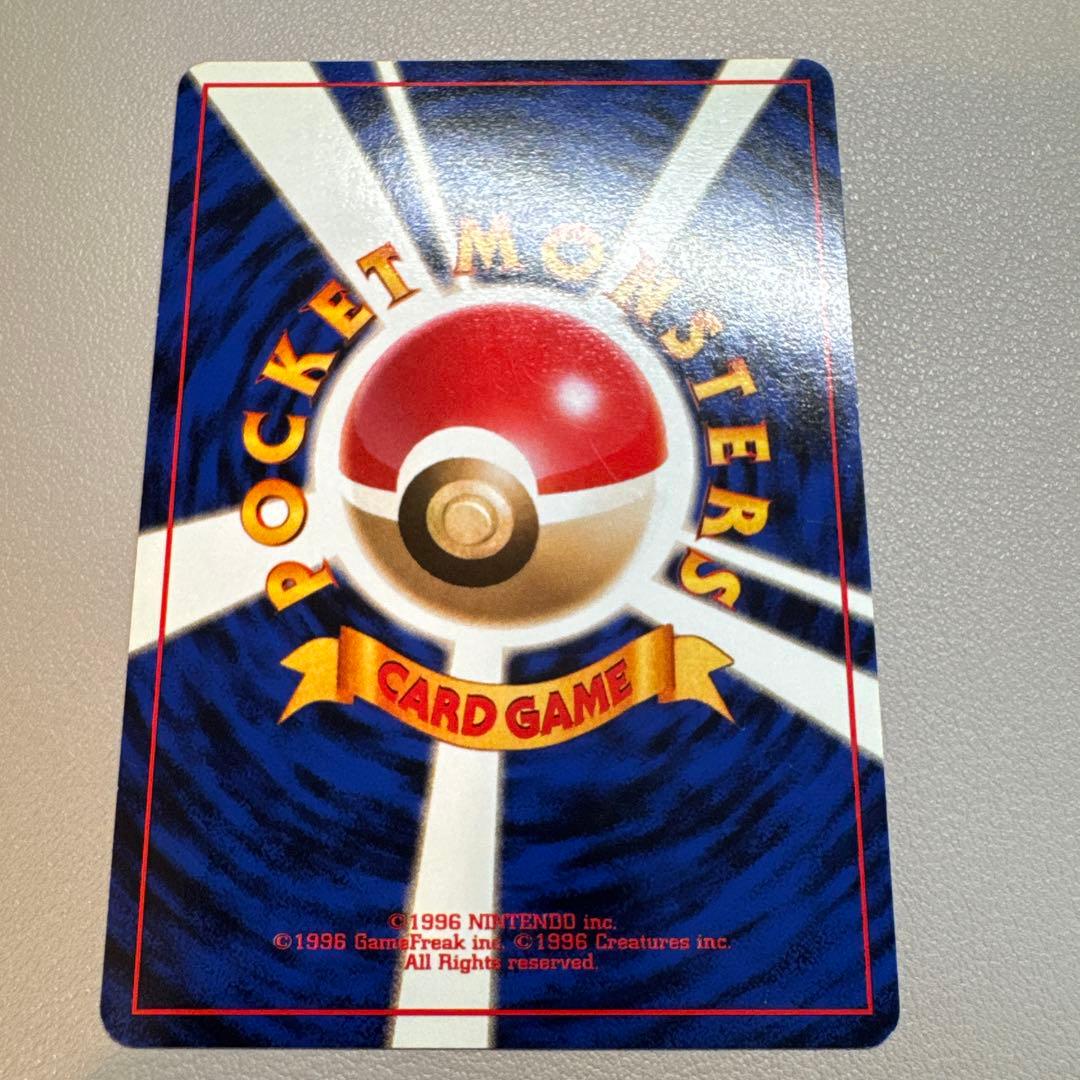 POCKET MONSTERS
CARD GAME
©1996 NINTENDO inc.
©1996 GameFreak inc. ©1996 Creatures inc.
All Rights reserved.